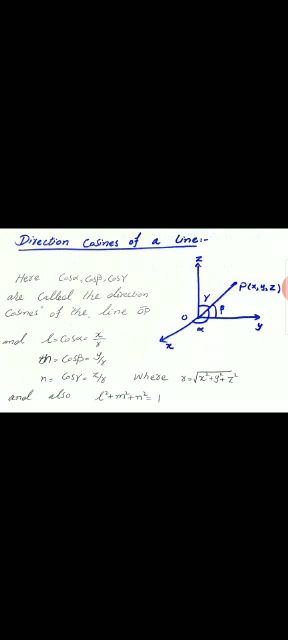 Direction Cosines of a Line:-
Here Cosα, Cosβ, Cosγ
are called the direction
Cosines of the line OP
and l = Cosα = x/r
m = Cosβ = y/r
n = Cosγ = z/r where r = √x²+y²+z²
and also l²+m²+n² = 1
z
P(x,y,z)
γ
O
β
α
y
x